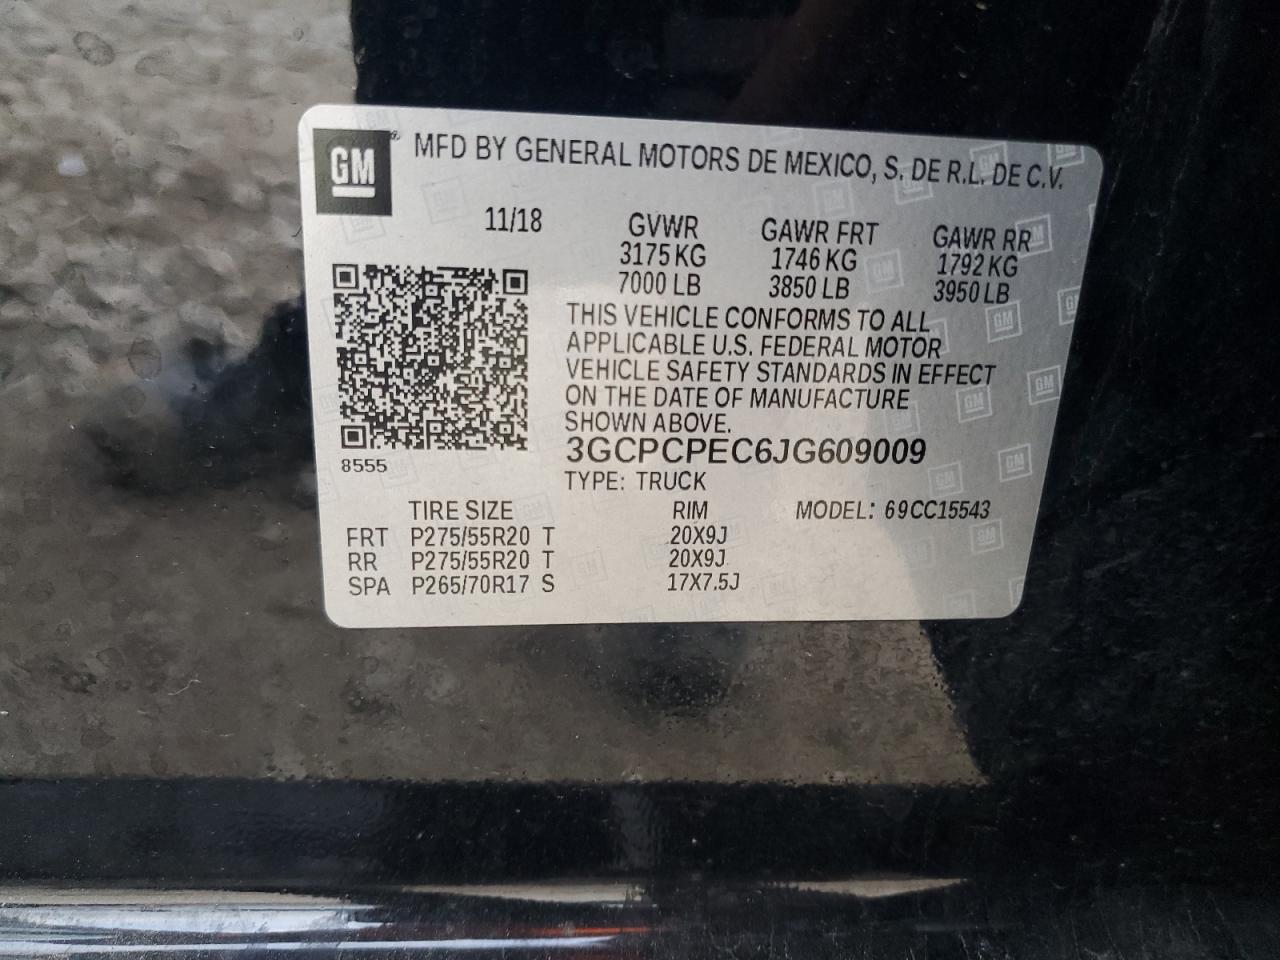 GM MFD BY GENERAL MOTORS DE MEXICO, S. DE R.L. DE C.V.
11/18 GVWR GAWR FRT GAWR RR
3175 KG 1746 KG 1792 KG
7000 LB 3850 LB 3950 LB
THIS VEHICLE CONFORMS TO ALL
APPLICABLE U.S. FEDERAL MOTOR
VEHICLE SAFETY STANDARDS IN EFFECT
ON THE DATE OF MANUFACTURE
SHOWN ABOVE.
3GCPCPEC6JG609009
8555
TYPE: TRUCK
TIRE SIZE RIM MODEL: 69CC15543
FRT P275/55R20 T 20X9J
RR P275/55R20 T 20X9J
SPA P265/70R17 S 17X7.5J